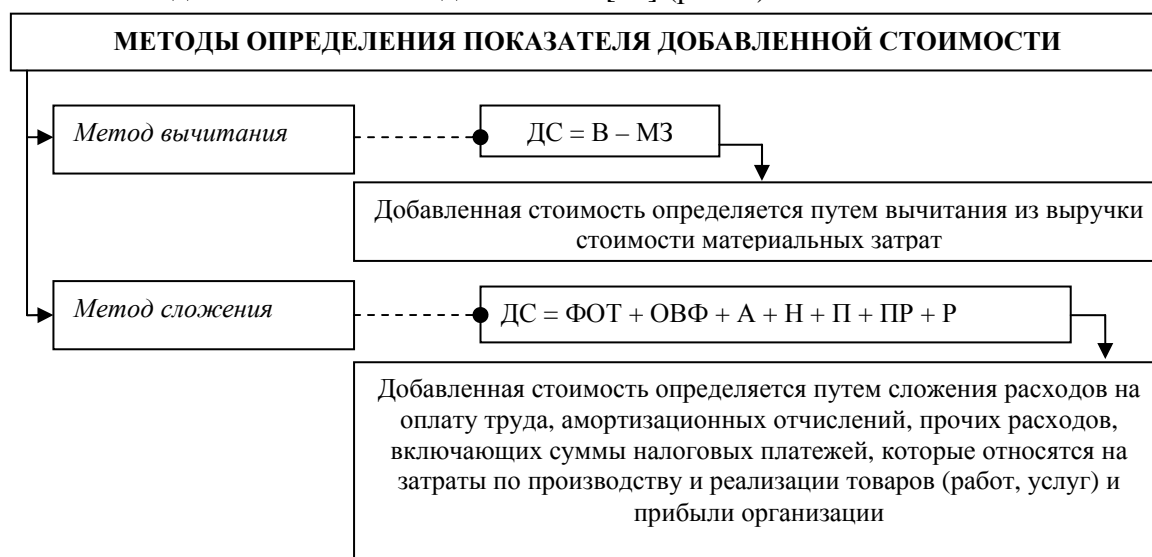 МЕТОДЫ ОПРЕДЕЛЕНИЯ ПОКАЗАТЕЛЯ ДОБАВЛЕННОЙ СТОИМОСТИ
Метод вычитания
ДС = В – МЗ
Добавленная стоимость определяется путем вычитания из выручки
стоимости материальных затрат
Метод сложения
ДС = ФОТ + ОВФ + А + Н + П + ПР + Р
Добавленная стоимость определяется путем сложения расходов на
оплату труда, амортизационных отчислений, прочих расходов,
включающих суммы налоговых платежей, которые относятся на
затраты по производству и реализации товаров (работ, услуг) и
прибыли организации